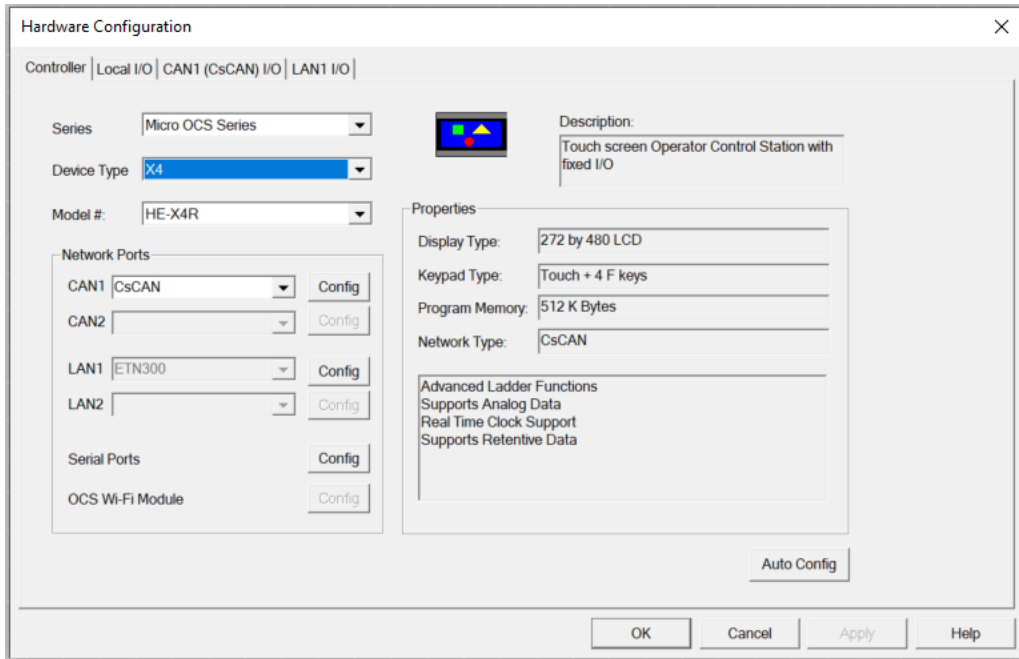 Hardware Configuration
Controller
Local I/O
CAN1 (CsCAN) I/O
LAN1 I/O
Series
Micro OCS Series
Device Type
X4
Model #:
HE-X4R
Network Ports
CAN1
CsCAN
Config
CAN2
Config
LAN1
ETN300
Config
LAN2
Config
Serial Ports
Config
OCS Wi-Fi Module
Config
Description:
Touch screen Operator Control Station with
fixed I/O
Properties
Display Type:
272 by 480 LCD
Keypad Type:
Touch + 4 F keys
Program Memory:
512 K Bytes
Network Type:
CsCAN
Advanced Ladder Functions
Supports Analog Data
Real Time Clock Support
Supports Retentive Data
Auto Config
OK
Cancel
Apply
Help